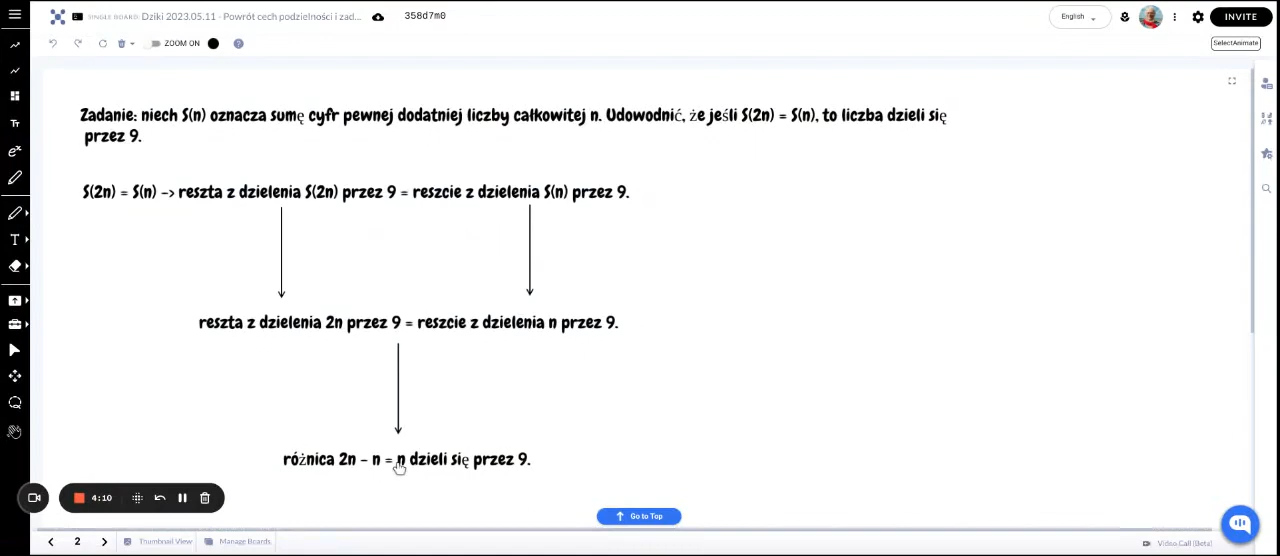 SINGLE BOARD Dziki 2023.05.11 - Powrót cech podzielności i zad... 358d7m0 English INVITE
ZOOM ON SelectAnimate
Zadanie: niech S(n) oznacza sumę cyfr pewnej dodatniej liczby całkowitej n. Udowodnić, że jeśli S(2n) = S(n), to liczba dzieli się
przez 9.
S(2n) = S(n) -> reszta z dzielenia S(2n) przez 9 = reszcie z dzielenia S(n) przez 9.
reszta z dzielenia 2n przez 9 = reszcie z dzielenia n przez 9.
różnica 2n - n = n dzieli się przez 9.
4:10
Go to Top
2 Thumbnail View Manage Boards Video Call (Beta)